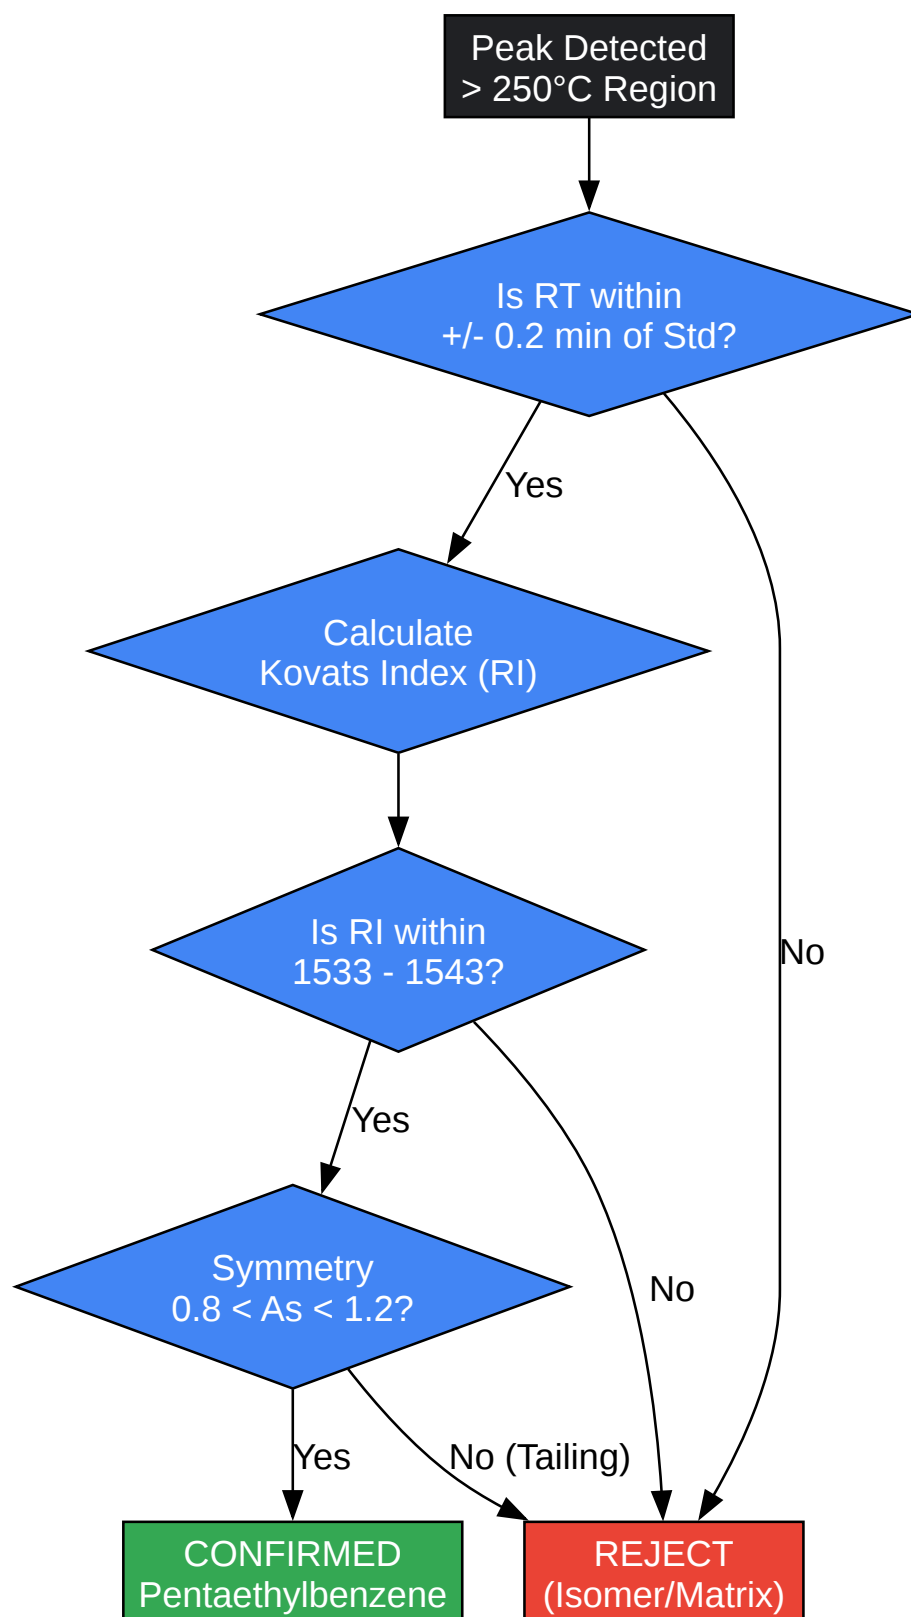 Peak Detected
> 250°C Region
Is RT within
+/- 0.2 min of Std?
Yes
Calculate
Kovats Index (RI)
Is RI within
1533 - 1543?
No
Yes
Symmetry
0.8 < As < 1.2?
No
Yes
No (Tailing)
CONFIRMED
Pentaethylbenzene
REJECT
(Isomer/Matrix)